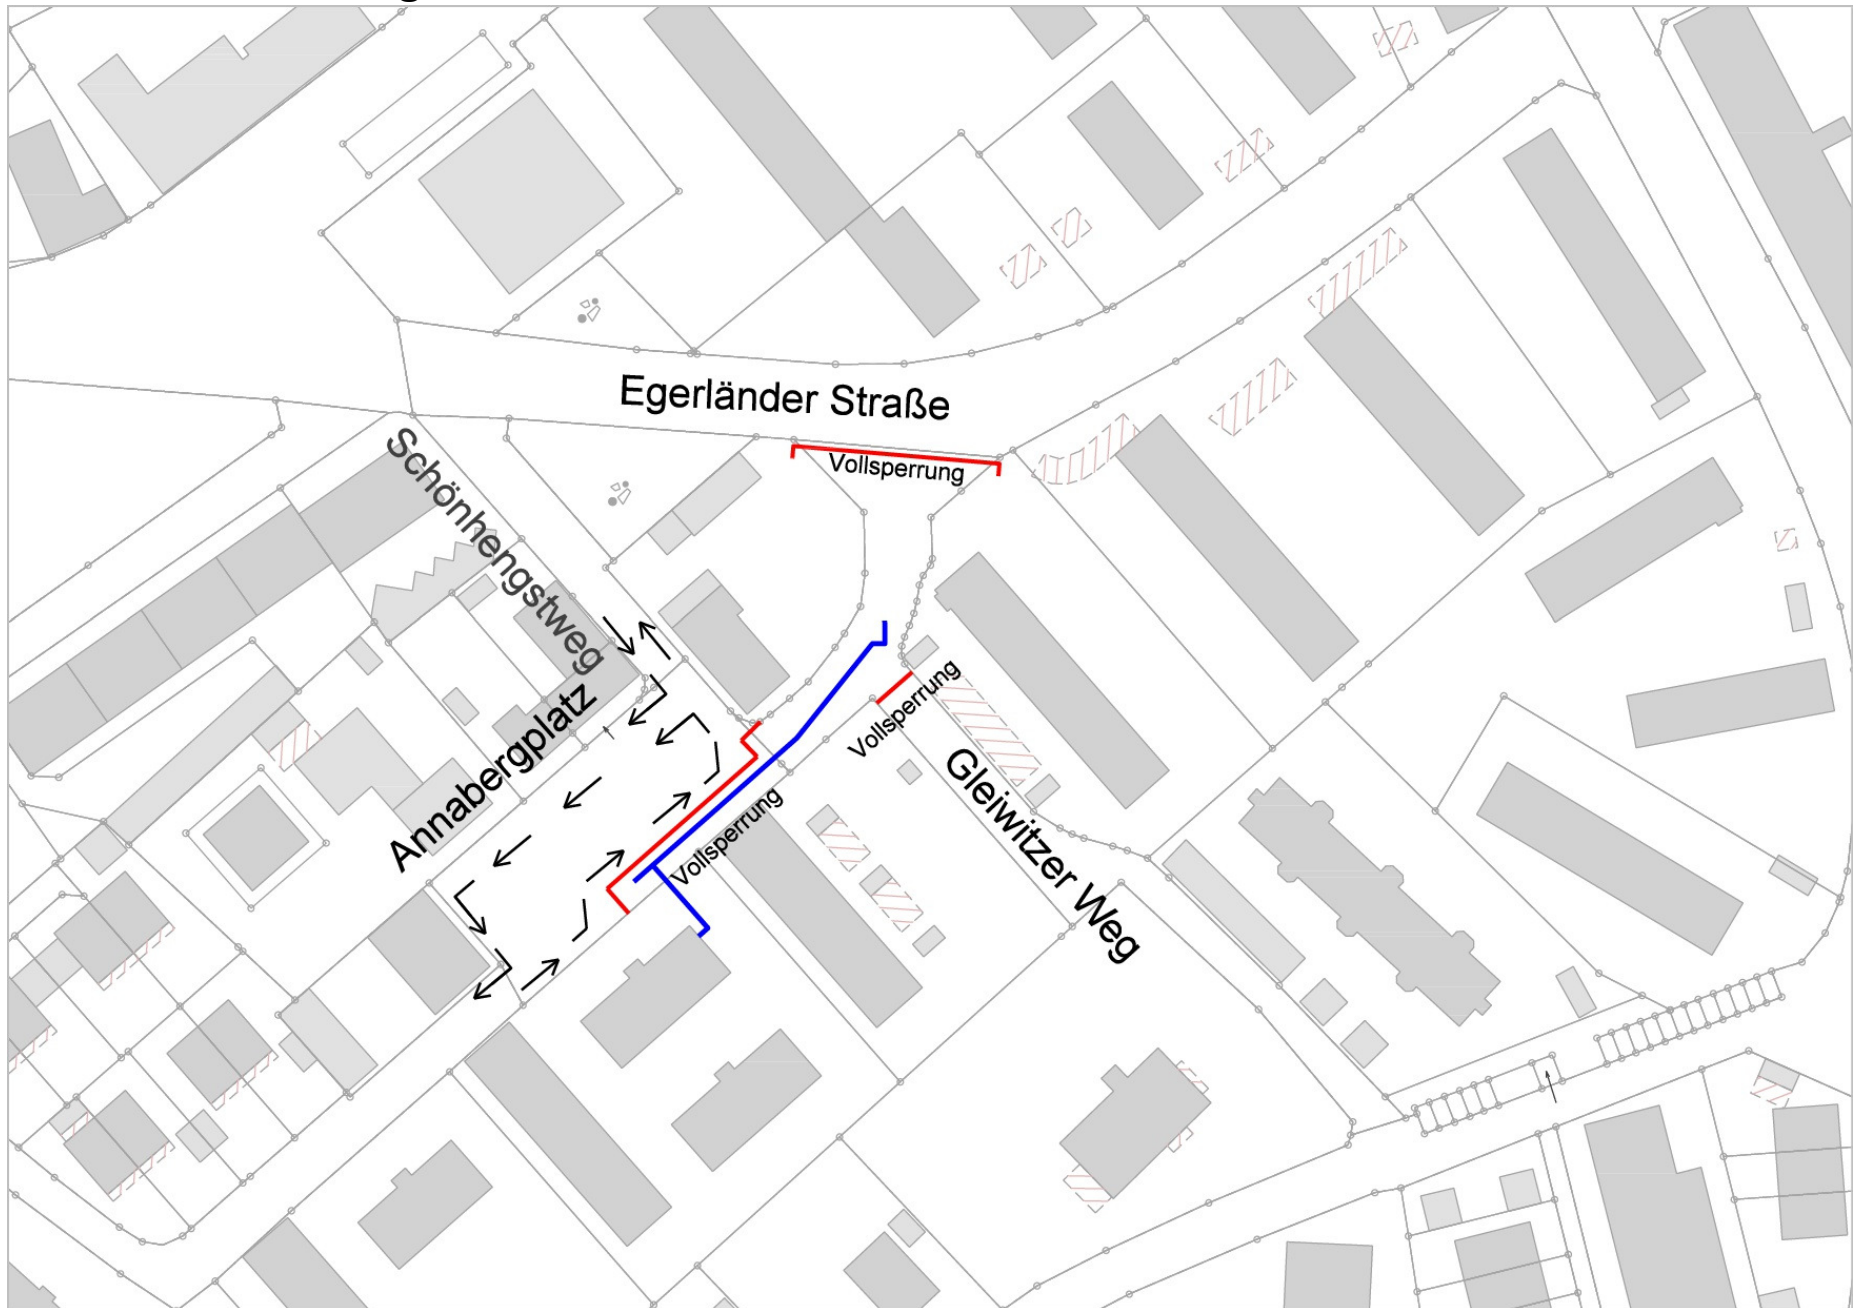 Egerländer Straße
Vollsperrung
Schönhengstweg
Annabergplatz
Vollsperrung
Vollsperrung
Gleiwitzer Weg